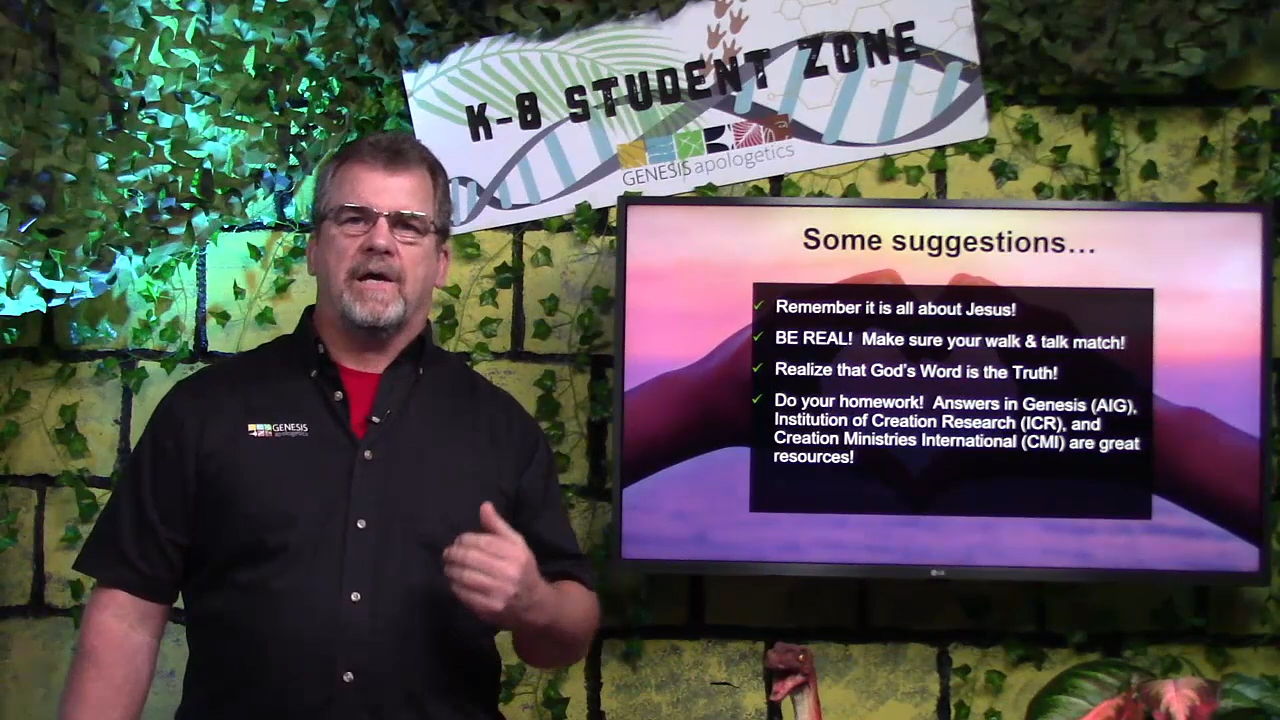 K-8 STUDENT ZONE
GENESIS apologetics
GENESIS
apologetics
Some suggestions...
✓ Remember it is all about Jesus!
✓ BE REAL! Make sure your walk & talk match!
✓ Realize that God's Word is the Truth!
✓ Do your homework! Answers in Genesis (AIG),
Institution of Creation Research (ICR), and
Creation Ministries International (CMI) are great
resources!
LG